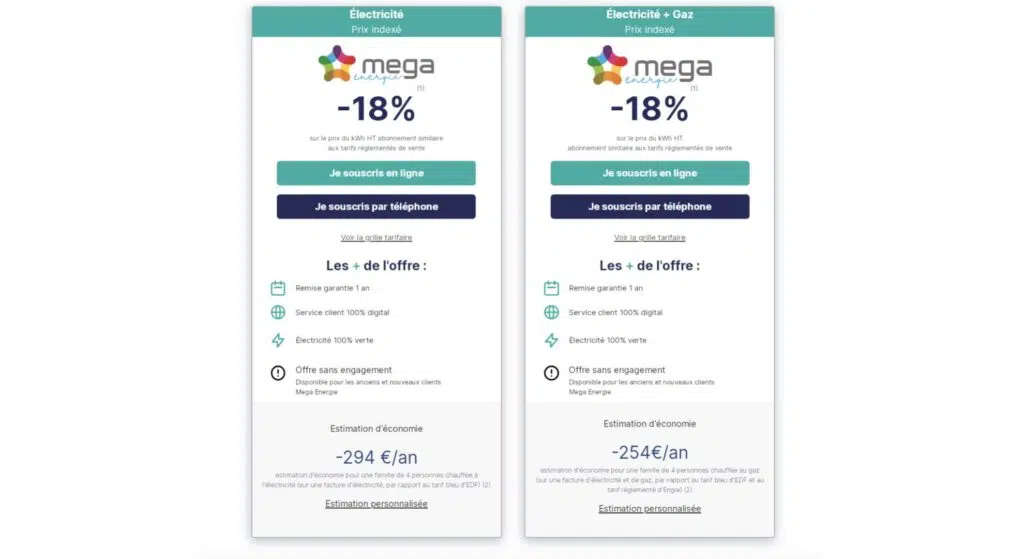 Électricité
Prix indexé
mega
énergie
(1)
-18%
sur le prix du kWh HT abonnement similaire
aux tarifs réglementés de vente
Je souscris en ligne
Je souscris par téléphone
Voir la grille tarifaire
Les + de l'offre :
Remise garantie 1 an
Service client 100% digital
Électricité 100% verte
Offre sans engagement
Disponible pour les anciens et nouveaux clients
Mega Energie
Estimation d'économie
-294 €/an
estimation d'économie pour une famille de 4 personnes chauffée à
l'électricité (sur une facture d'électricité, par rapport au tarif bleu d'EDF) (2)
Estimation personnalisée
Électricité + Gaz
Prix indexé
mega
énergie
(1)
-18%
sur le prix du kWh HT
abonnement similaire aux tarifs réglementés de vente
Je souscris en ligne
Je souscris par téléphone
Voir la grille tarifaire
Les + de l'offre :
Remise garantie 1 an
Service client 100% digital
Électricité 100% verte
Offre sans engagement
Disponible pour les anciens et nouveaux clients
Mega Energie
Estimation d'économie
-254€/an
estimation d'économie pour une famille de 4 personnes chauffée au gaz
(sur une facture d'électricité et de gaz, par rapport au tarif bleu d'EDF et au
tarif réglementé d'Engie) (2)
Estimation personnalisée